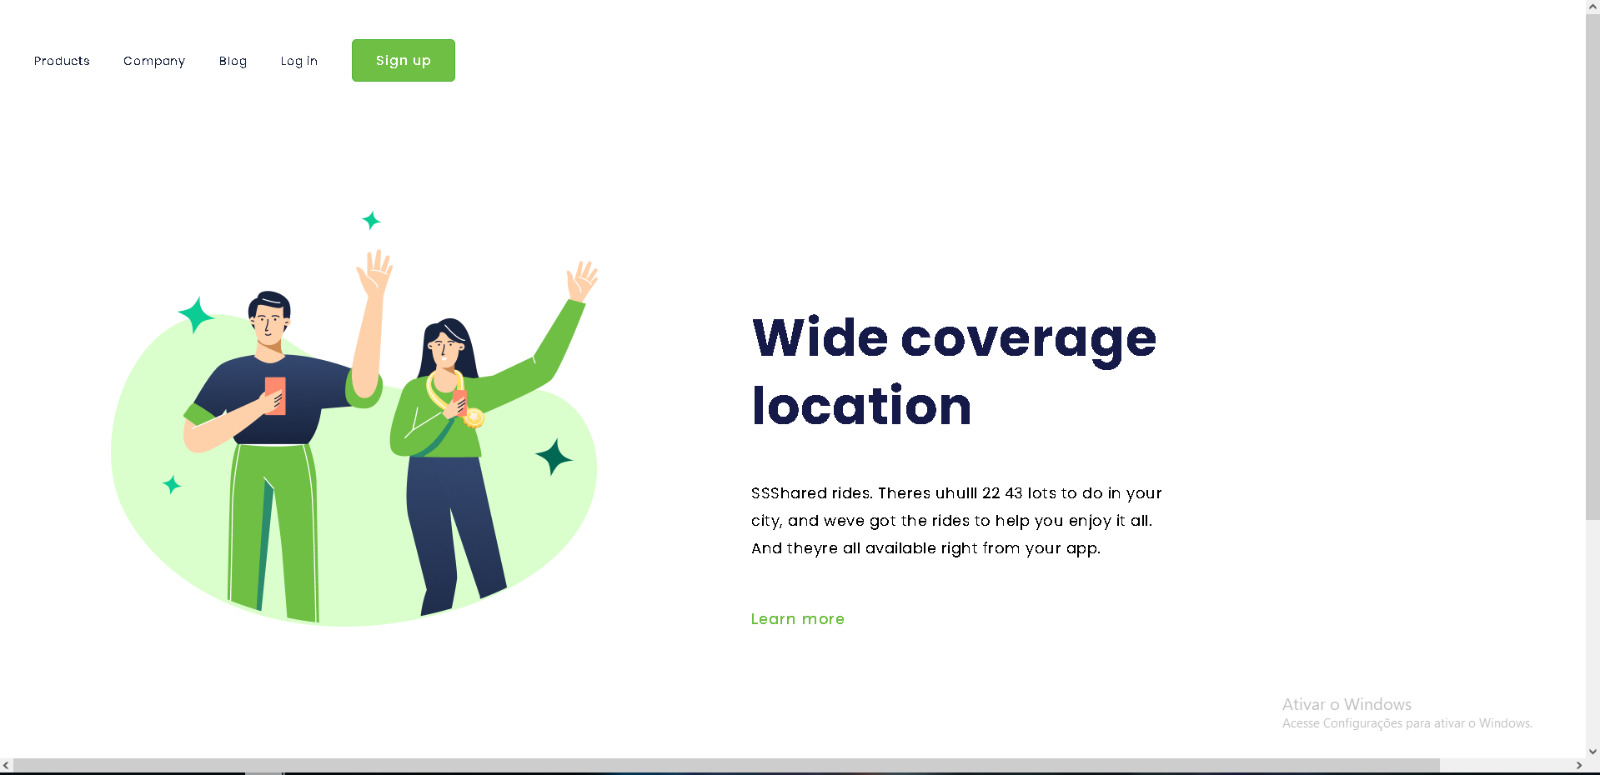 Products Company Blog Log in Sign up
Wide coverage
location
SSShared rides. Theres uhulll 22 43 lots to do in your
city, and weve got the rides to help you enjoy it all.
And theyre all available right from your app.
Learn more
Ativar o Windows
Acesse Configurações para ativar o Windows.